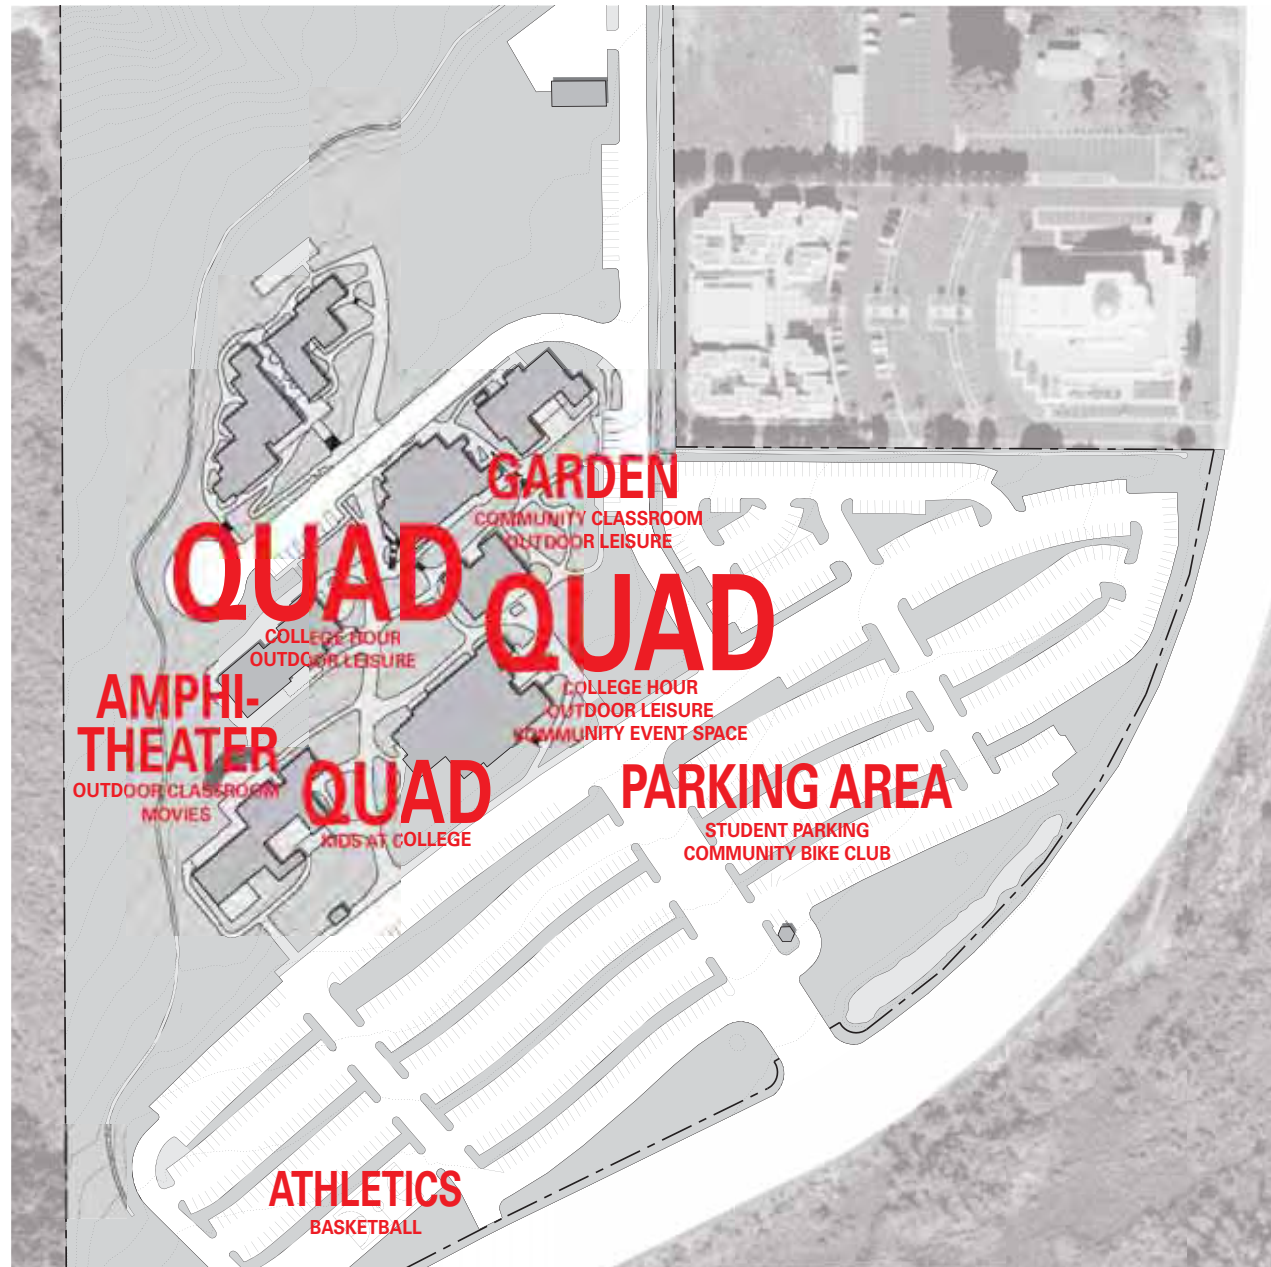 GARDEN
COMMUNITY CLASSROOM
OUTDOOR LEISURE
QUAD
COLLEGE HOUR
OUTDOOR LEISURE
QUAD
COLLEGE HOUR
OUTDOOR LEISURE
KOMMUNITY EVENT SPACE
AMPHI-
THEATER
OUTDOOR CLASSROOM
MOVIES
QUAD
KIDS AT COLLEGE
PARKING AREA
STUDENT PARKING
COMMUNITY BIKE CLUB
ATHLETICS
BASKETBALL